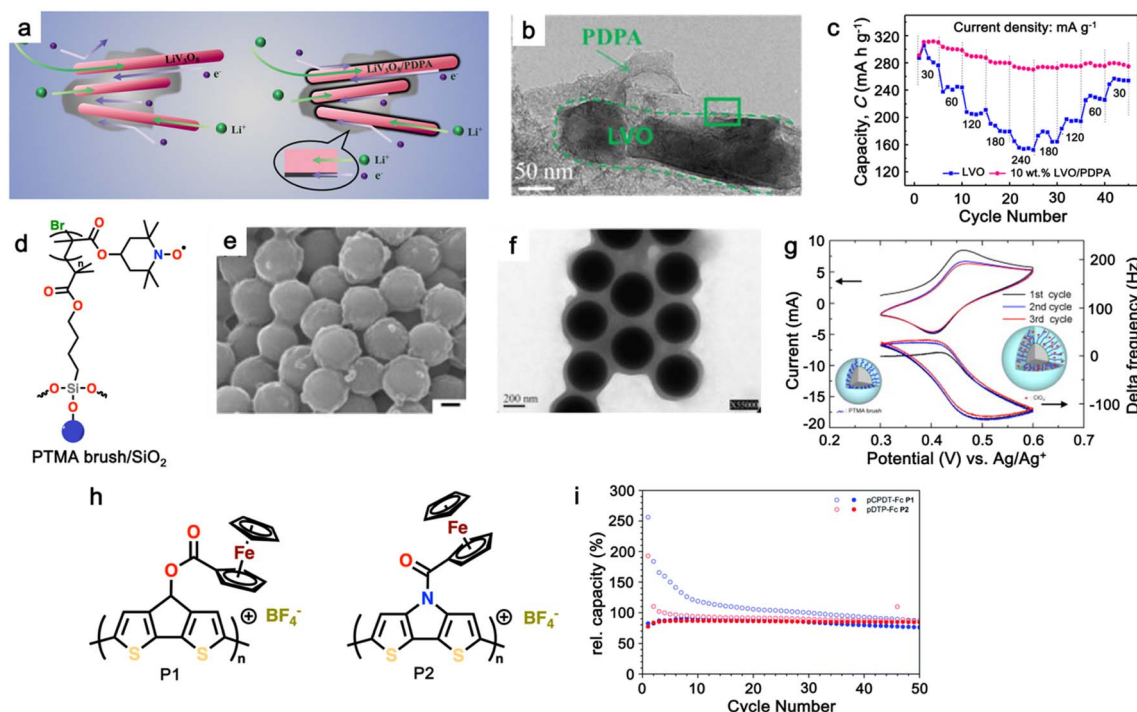 a
LiV₃O₈
e⁻
Li⁺
LiV₃O₈/PDPA
Li⁺
Li⁺
e⁻
b
PDPA
LVO
50 nm
c
Current density: mA g⁻¹
Capacity, C (mA h g⁻¹)
320
280
240
200
160
120
30
60
120
180
240
180
120
60
30
LVO
10 wt.% LVO/PDPA
0 10 20 30 40
Cycle Number
d
Br
n
O
O
N-O•
O
O
O
Si
O
O
PTMA brush/SiO₂
e
f
200 nm
X55000
g
Current (mA)
10
5
0
-5
-10
-15
-20
1st cycle
2nd cycle
3rd cycle
: PTMA brush
: ClO₄⁻
Delta frequency (Hz)
200
100
0
-100
0.2 0.3 0.4 0.5 0.6 0.7
Potential (V) vs. Ag/Ag⁺
h
O
O
Fe
S S
n
⊕ BF₄⁻
P1
O
Fe
N
S S
n
⊕ BF₄⁻
P2
i
rel. capacity (%)
300
250
200
150
100
50
0
pCPDT-Fc P1
pDTP-Fc P2
0 10 20 30 40 50
Cycle Number